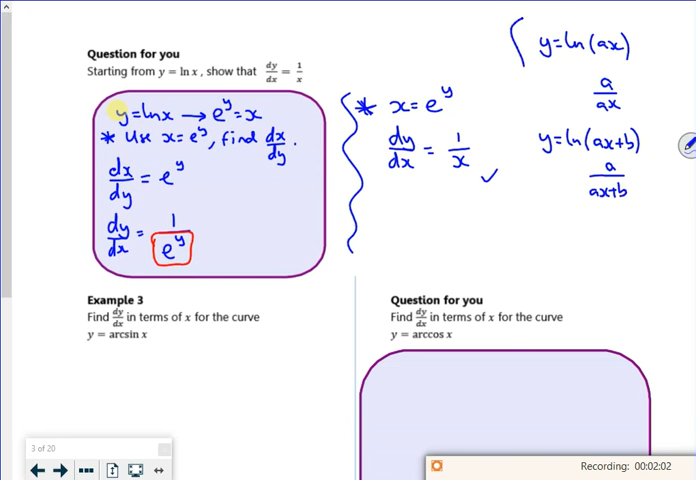 Question for you
Starting from y = ln x, show that dy/dx = 1/x
y = lnx → e^y = x
* Use x = e^y, find dx/dy.
dx/dy = e^y
dy/dx = 1/e^y
* x = e^y
dy/dx = 1/x ✓
y = ln(ax)
a/ax
y = ln(ax+b)
a/ax+b
Example 3
Find dy/dx in terms of x for the curve
y = arcsin x
Question for you
Find dy/dx in terms of x for the curve
y = arccos x
3 of 20
Recording: 00:02:02